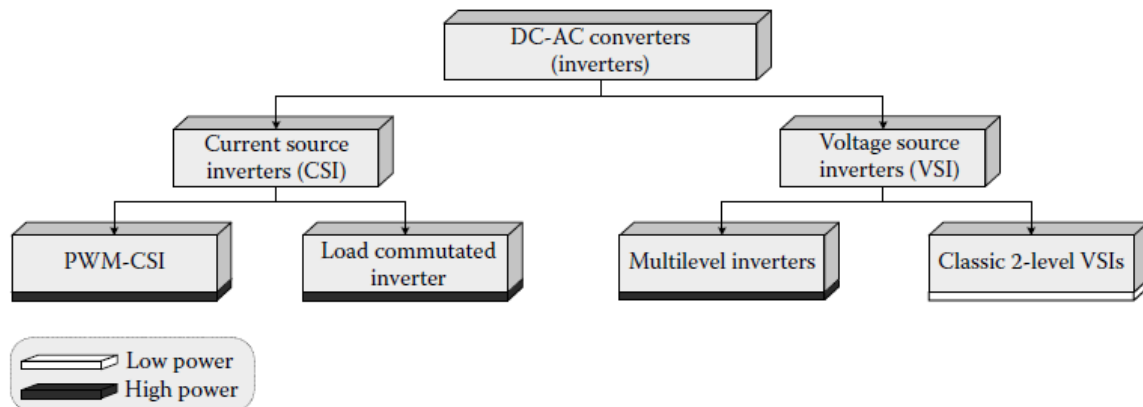 DC-AC converters
(inverters)
Current source
inverters (CSI)
Voltage source
inverters (VSI)
PWM-CSI
Load commutated
inverter
Multilevel inverters
Classic 2-level VSIs
Low power
High power